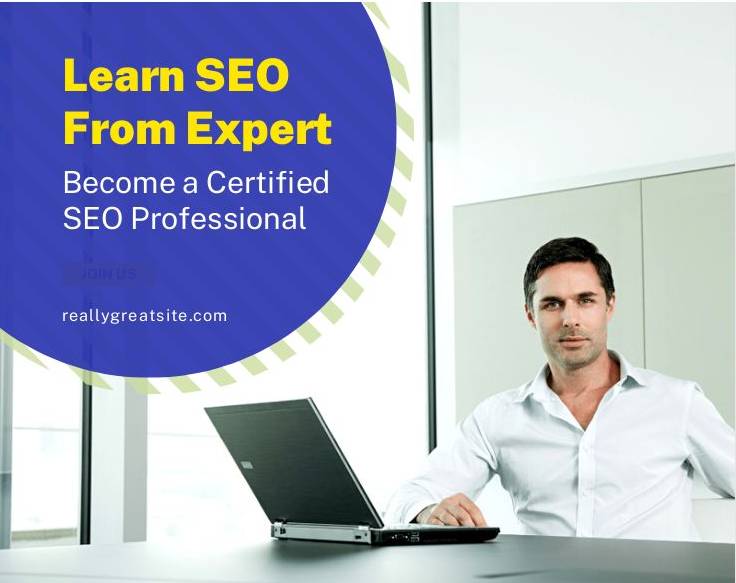 Learn SEO
From Expert
Become a Certified
SEO Professional
JOIN US
reallygreatsite.com